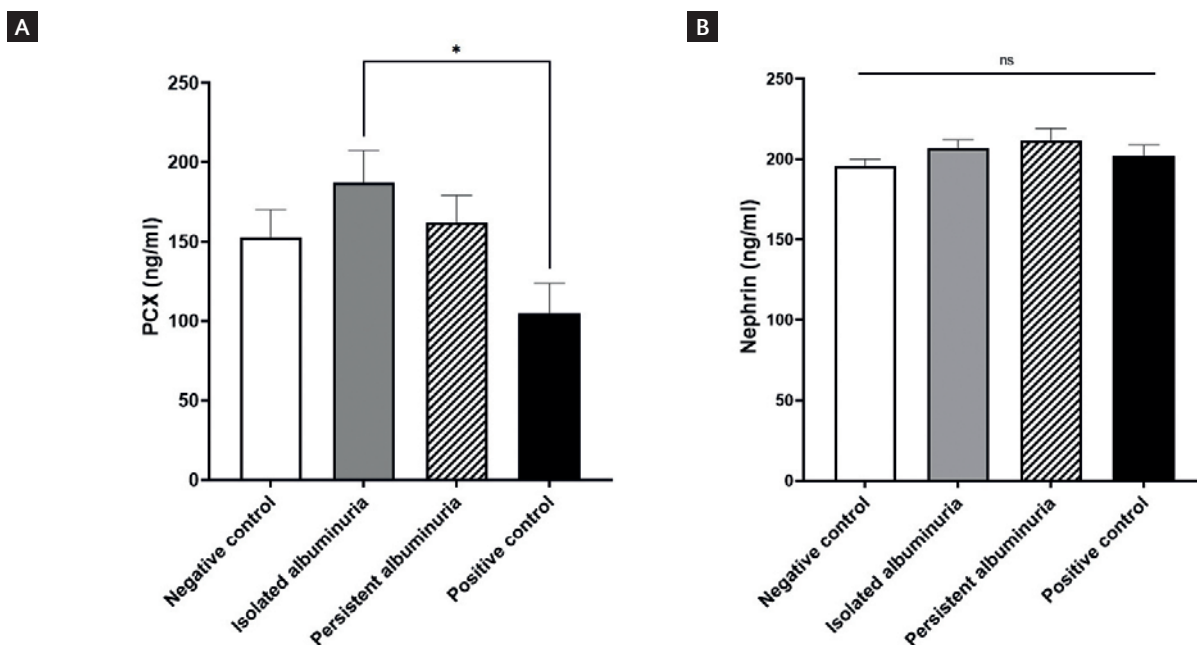 A
*
250
200
150
100
50
0
PCX (ng/ml)
Negative control
Isolated albuminuria
Persistent albuminuria
Positive control
B
ns
250
200
150
100
50
0
Nephrin (ng/ml)
Negative control
Isolated albuminuria
Persistent albuminuria
Positive control